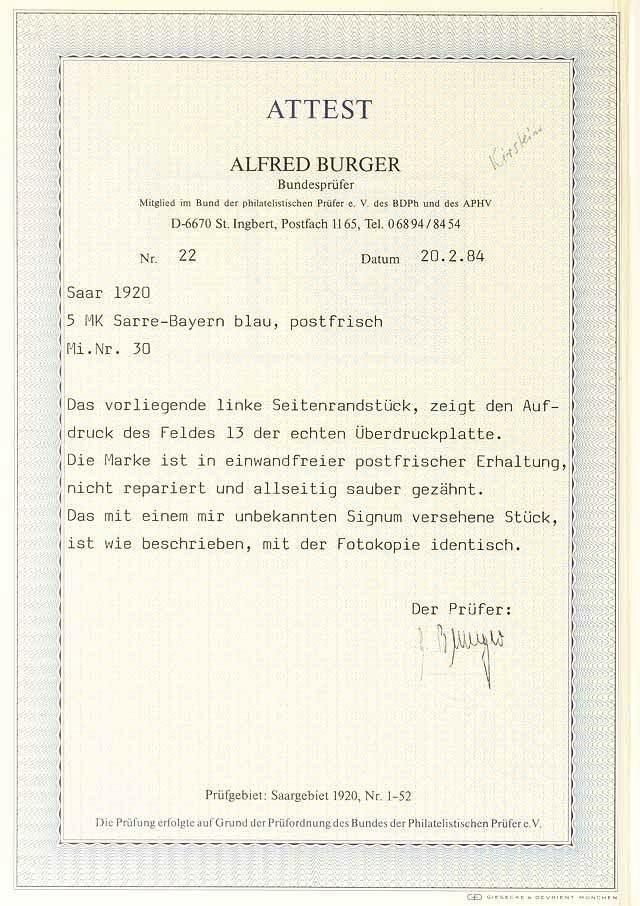 ATTEST
Kirstein
ALFRED BURGER
Bundesprüfer
Mitglied im Bund der philatelistischen Prüfer e. V. des BDPh und des APHV
D-6670 St. Ingbert, Postfach 1165, Tel. 06894/8454
Nr. 22 Datum 20.2.84
Saar 1920
5 MK Sarre-Bayern blau, postfrisch
Mi.Nr. 30
Das vorliegende linke Seitenrandstück, zeigt den Auf-
druck des Feldes 13 der echten Überdruckplatte.
Die Marke ist in einwandfreier postfrischer Erhaltung,
nicht repariert und allseitig sauber gezähnt.
Das mit einem mir unbekannten Signum versehene Stück,
ist wie beschrieben, mit der Fotokopie identisch.
Der Prüfer:
A. Burger
Prüfgebiet: Saargebiet 1920, Nr. 1-52
Die Prüfung erfolgte auf Grund der Prüfordnung des Bundes der Philatelistischen Prüfer e.V.
GIESECKE & DEVRIENT MÜNCHEN